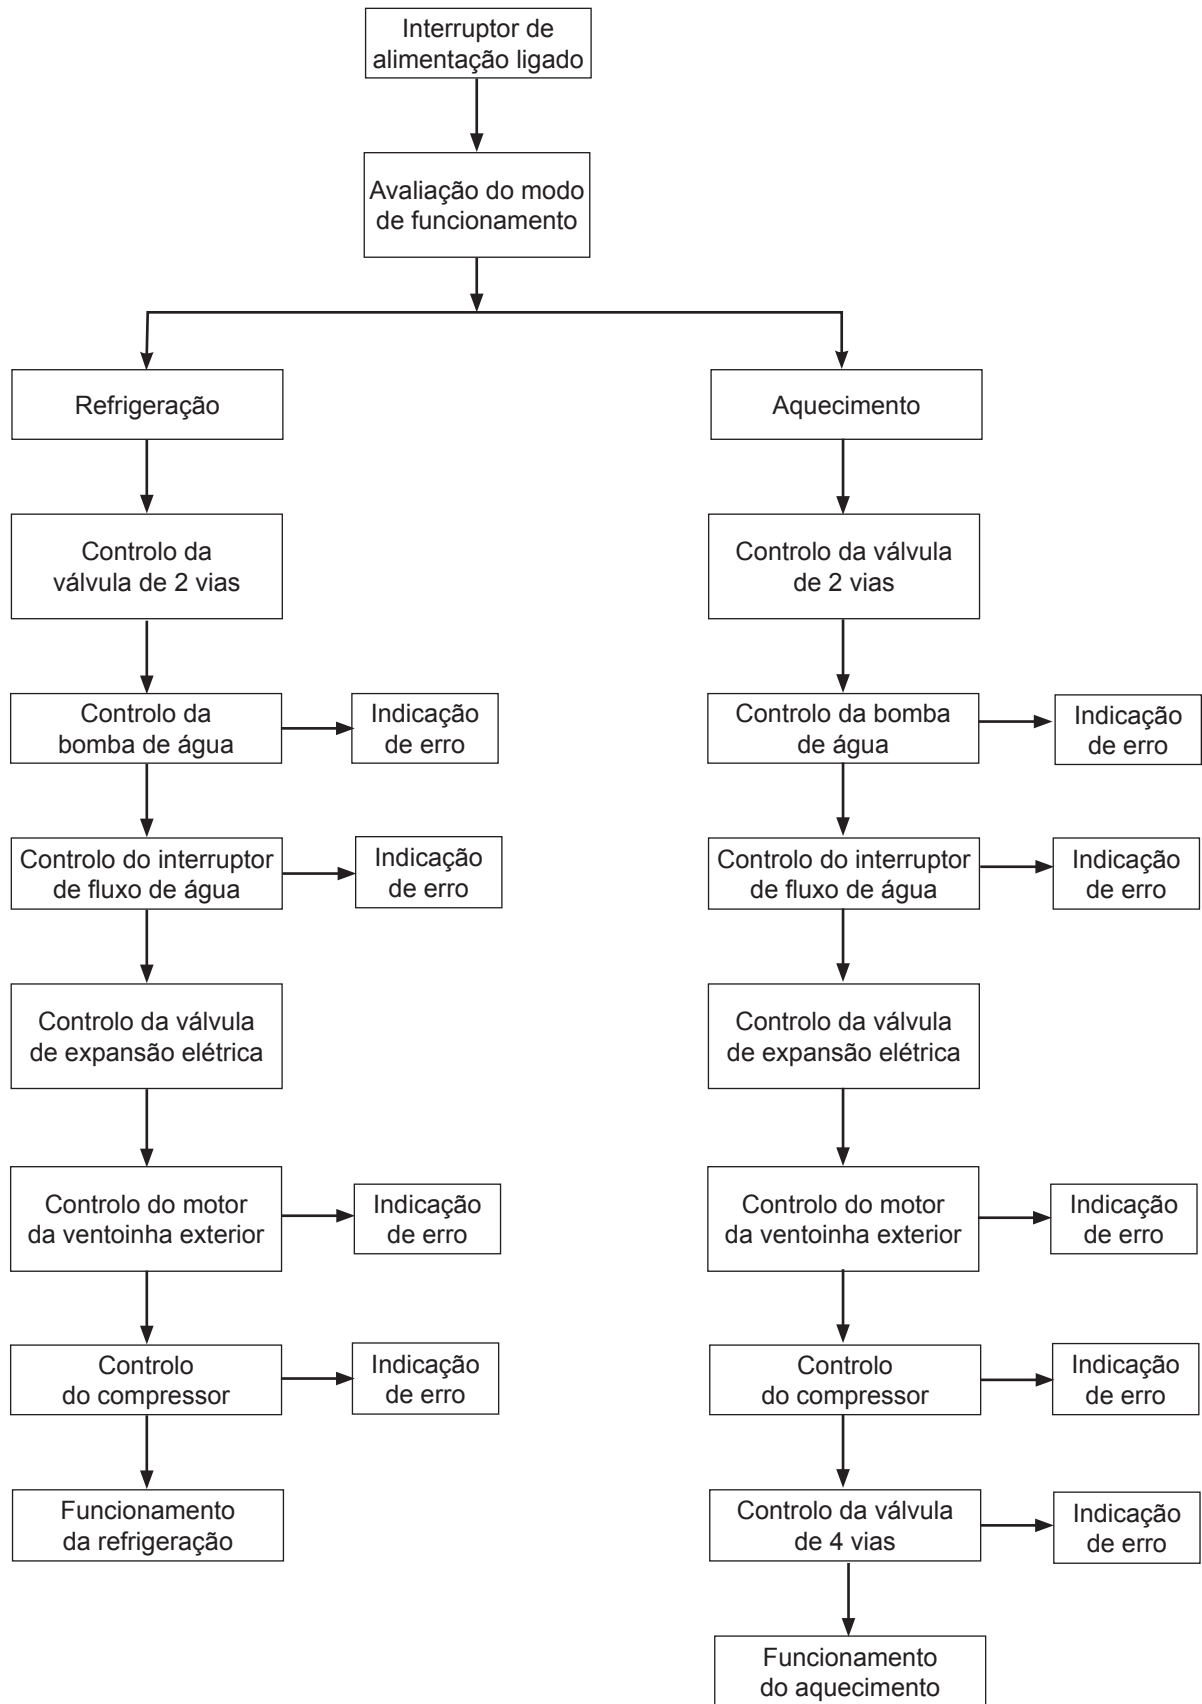 Interruptor de
alimentação ligado
Avaliação do modo
de funcionamento
Refrigeração
Controlo da
válvula de 2 vias
Controlo da
bomba de água
Indicação
de erro
Controlo do interruptor
de fluxo de água
Indicação
de erro
Controlo da válvula
de expansão elétrica
Controlo do motor
da ventoinha exterior
Indicação
de erro
Controlo
do compressor
Indicação
de erro
Funcionamento
da refrigeração
Aquecimento
Controlo da válvula
de 2 vias
Controlo da bomba
de água
Indicação
de erro
Controlo do interruptor
de fluxo de água
Indicação
de erro
Controlo da válvula
de expansão elétrica
Controlo do motor
da ventoinha exterior
Indicação
de erro
Controlo
do compressor
Indicação
de erro
Controlo da válvula
de 4 vias
Indicação
de erro
Funcionamento
do aquecimento